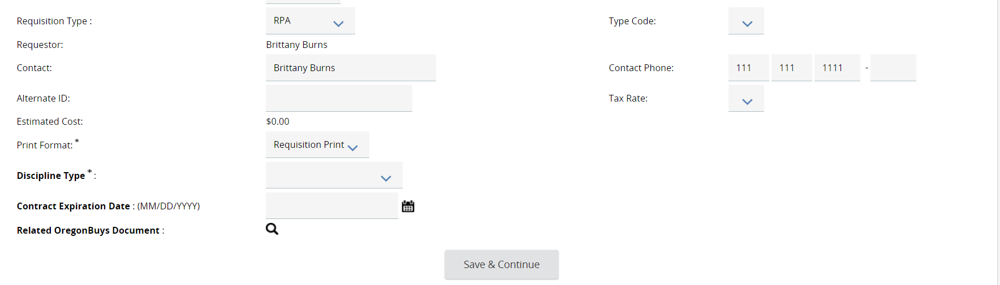 Requisition Type : RPA Type Code:
Requestor: Brittany Burns
Contact: Brittany Burns Contact Phone: 111 111 1111 -
Alternate ID: Tax Rate:
Estimated Cost: $0.00
Print Format: * Requisition Print
Discipline Type * :
Contract Expiration Date : (MM/DD/YYYY)
Related OregonBuys Document :
Save & Continue